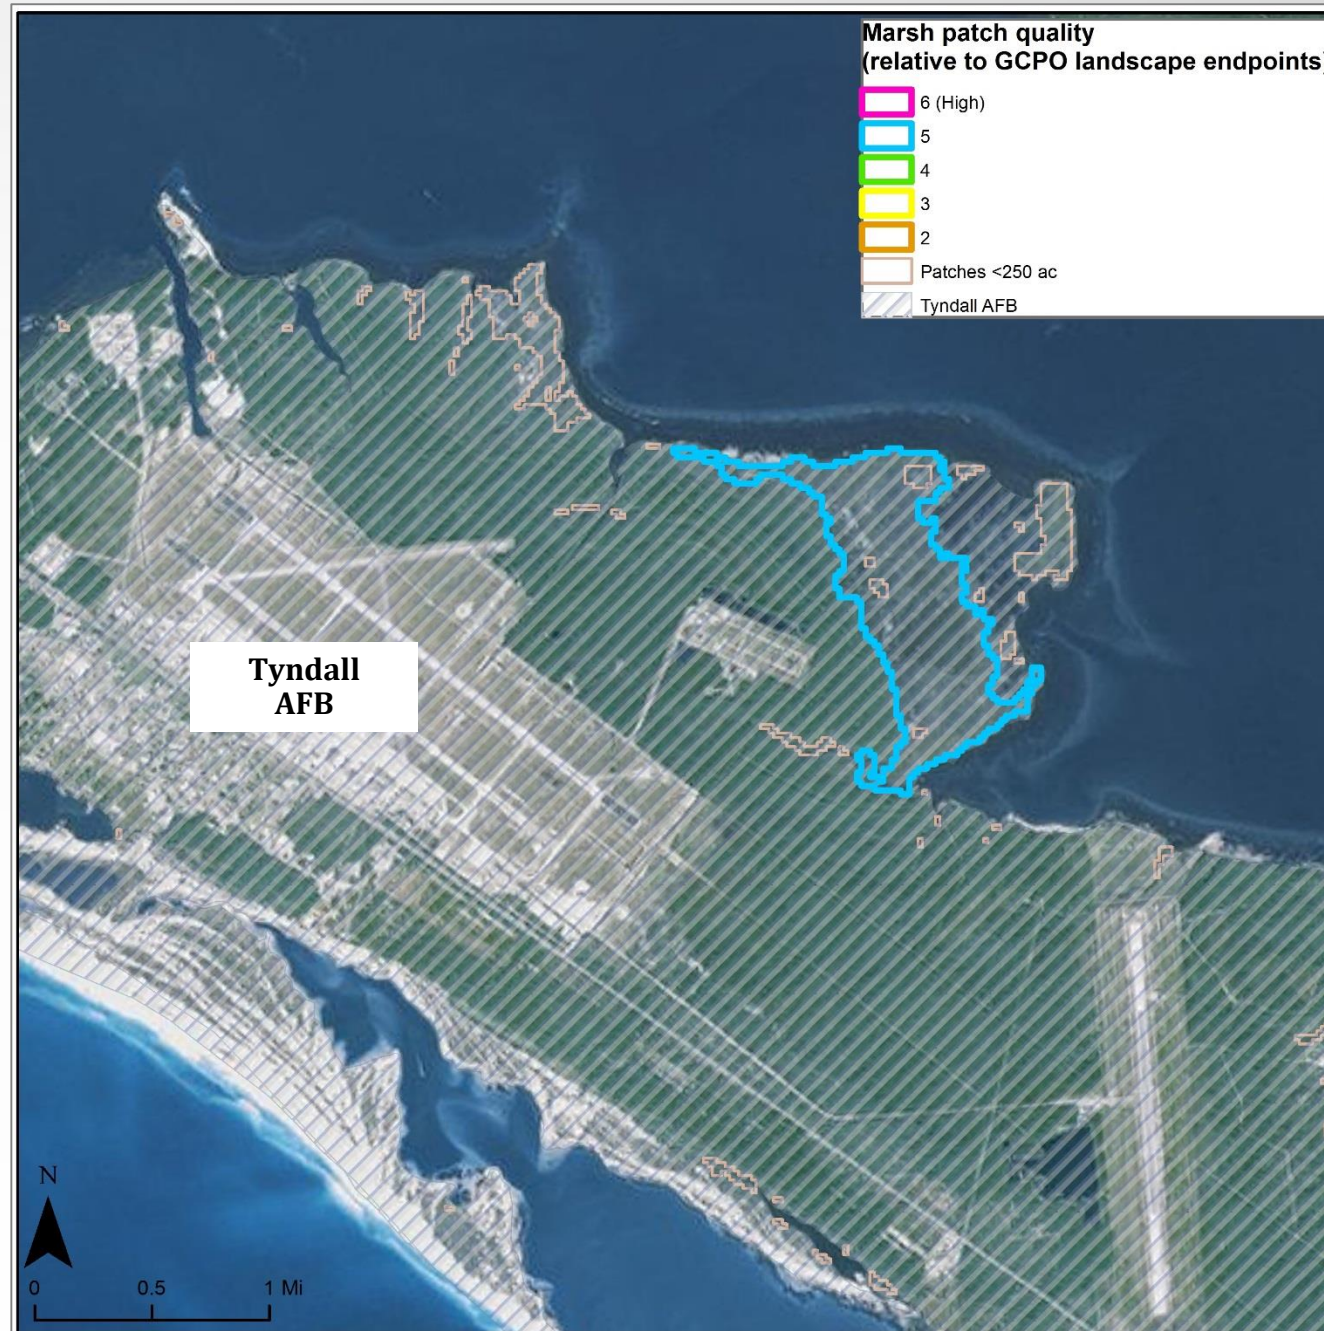 Marsh patch quality
(relative to GCPO landscape endpoints)
6 (High)
5
4
3
2
Patches <250 ac
Tyndall AFB
Tyndall
AFB
N
0 0.5 1 Mi